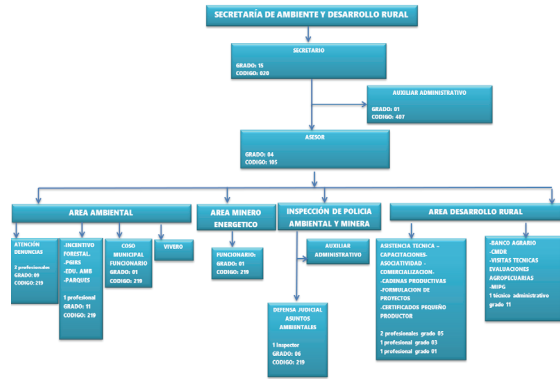 SECRETARÍA DE AMBIENTE Y DESARROLLO RURAL
SECRETARIO
GRADO: 15
CODIGO: 020
AUXILIAR ADMINISTRATIVO
GRADO: 01
CODIGO: 407
ASESOR
GRADO: 04
CODIGO: 105
AREA AMBIENTAL
ATENCIÓN
DENUNCIAS
3 profesionales
GRADO: 09
CODIGO: 219
-INCENTIVO
FORESTAL.
-PGIRS
-EDU. AMB
-PARQUES
1 profesional
GRADO: 11
CODIGO: 219
COSO
MUNICIPAL
FUNCIONARIO
GRADO: 01
CODIGO: 219
VIVERO
AREA MINERO
ENERGETICO
FUNCIONARIO:
GRADO: 01
CODIGO: 219
INSPECCIÓN DE POLICIA
AMBIENTAL Y MINERA
AUXILIAR
ADMINISTRATIVO
DEFENSA JUDICIAL
ASUNTOS
AMBIENTALES
1 Inspector
GRADO: 06
CODIGO: 219
AREA DESARROLLO RURAL
ASISTENCIA TECNICA –
CAPACITACIONES-
ASOCIATIVIDAD –
COMERCIALIZACION-
-CADENAS PRODUCTIVAS
-FORMULACION DE
PROYECTOS
-CERTIFICADOS PEQUEÑO
PRODUCTOR
2 profesionales grado 05
1 profesional grado 03
1 profesional grado 01
-BANCO AGRARIO
-CMDR
-VISITAS TECNICAS
EVALUACIONES
AGROPECUARIAS
-MIPG
1 técnico administrativo
grado 11